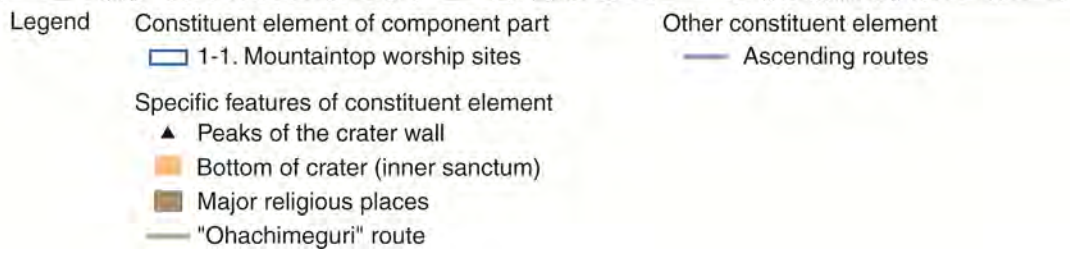 Legend
Constituent element of component part
1-1. Mountaintop worship sites
Specific features of constituent element
Peaks of the crater wall
Bottom of crater (inner sanctum)
Major religious places
"Ohachimeguri" route
Other constituent element
Ascending routes